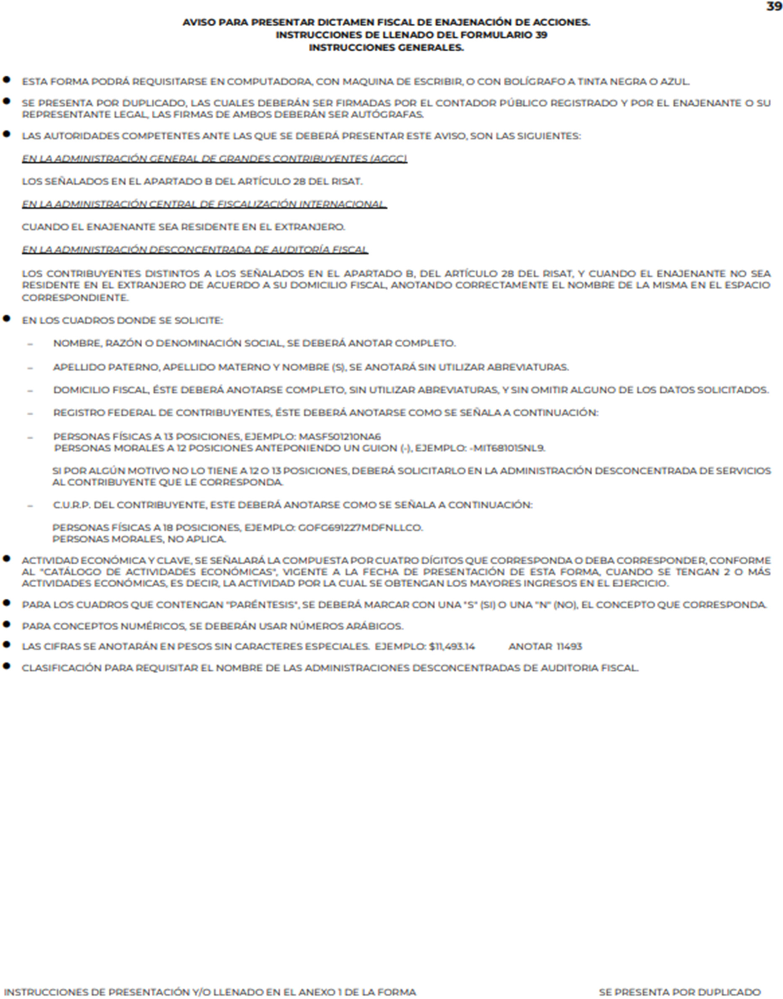 39
AVISO PARA PRESENTAR DICTAMEN FISCAL DE ENAJENACIÓN DE ACCIONES.
INSTRUCCIONES DE LLENADO DEL FORMULARIO 39
INSTRUCCIONES GENERALES.
● ESTA FORMA PODRÁ REQUISITARSE EN COMPUTADORA, CON MAQUINA DE ESCRIBIR, O CON BOLÍGRAFO A TINTA NEGRA O AZUL.
● SE PRESENTA POR DUPLICADO, LAS CUALES DEBERÁN SER FIRMADAS POR EL CONTADOR PÚBLICO REGISTRADO Y POR EL ENAJENANTE O SU
REPRESENTANTE LEGAL, LAS FIRMAS DE AMBOS DEBERÁN SER AUTÓGRAFAS.
● LAS AUTORIDADES COMPETENTES ANTE LAS QUE SE DEBERÁ PRESENTAR ESTE AVISO, SON LAS SIGUIENTES:
EN LA ADMINISTRACIÓN GENERAL DE GRANDES CONTRIBUYENTES (AGGC)
LOS SEÑALADOS EN EL APARTADO B DEL ARTÍCULO 28 DEL RISAT.
EN LA ADMINISTRACIÓN CENTRAL DE FISCALIZACIÓN INTERNACIONAL
CUANDO EL ENAJENANTE SEA RESIDENTE EN EL EXTRANJERO.
EN LA ADMINISTRACIÓN DESCONCENTRADA DE AUDITORÍA FISCAL
LOS CONTRIBUYENTES DISTINTOS A LOS SEÑALADOS EN EL APARTADO B, DEL ARTÍCULO 28 DEL RISAT, Y CUANDO EL ENAJENANTE NO SEA
RESIDENTE EN EL EXTRANJERO DE ACUERDO A SU DOMICILIO FISCAL, ANOTANDO CORRECTAMENTE EL NOMBRE DE LA MISMA EN EL ESPACIO
CORRESPONDIENTE.
● EN LOS CUADROS DONDE SE SOLICITE:
– NOMBRE, RAZÓN O DENOMINACIÓN SOCIAL, SE DEBERÁ ANOTAR COMPLETO.
– APELLIDO PATERNO, APELLIDO MATERNO Y NOMBRE (S), SE ANOTARÁ SIN UTILIZAR ABREVIATURAS.
– DOMICILIO FISCAL, ÉSTE DEBERÁ ANOTARSE COMPLETO, SIN UTILIZAR ABREVIATURAS, Y SIN OMITIR ALGUNO DE LOS DATOS SOLICITADOS.
– REGISTRO FEDERAL DE CONTRIBUYENTES, ÉSTE DEBERÁ ANOTARSE COMO SE SEÑALA A CONTINUACIÓN:
– PERSONAS FÍSICAS A 13 POSICIONES, EJEMPLO: MASF501210NA6
PERSONAS MORALES A 12 POSICIONES ANTEPONIENDO UN GUION (-), EJEMPLO: -MIT681015NL9.
SI POR ALGÚN MOTIVO NO LO TIENE A 12 O 13 POSICIONES, DEBERÁ SOLICITARLO EN LA ADMINISTRACIÓN DESCONCENTRADA DE SERVICIOS
AL CONTRIBUYENTE QUE LE CORRESPONDA.
– C.U.R.P. DEL CONTRIBUYENTE, ESTE DEBERÁ ANOTARSE COMO SE SEÑALA A CONTINUACIÓN:
PERSONAS FÍSICAS A 18 POSICIONES, EJEMPLO: GOFG691227MDFNLLCO.
PERSONAS MORALES, NO APLICA.
● ACTIVIDAD ECONÓMICA Y CLAVE, SE SEÑALARÁ LA COMPUESTA POR CUATRO DÍGITOS QUE CORRESPONDA O DEBA CORRESPONDER, CONFORME
AL "CATÁLOGO DE ACTIVIDADES ECONÓMICAS", VIGENTE A LA FECHA DE PRESENTACIÓN DE ESTA FORMA, CUANDO SE TENGAN 2 O MÁS
ACTIVIDADES ECONÓMICAS, ES DECIR, LA ACTIVIDAD POR LA CUAL SE OBTENGAN LOS MAYORES INGRESOS EN EL EJERCICIO.
● PARA LOS CUADROS QUE CONTENGAN "PARÉNTESIS", SE DEBERÁ MARCAR CON UNA "S" (SI) O UNA "N" (NO), EL CONCEPTO QUE CORRESPONDA.
● PARA CONCEPTOS NUMÉRICOS, SE DEBERÁN USAR NÚMEROS ARÁBIGOS.
● LAS CIFRAS SE ANOTARÁN EN PESOS SIN CARACTERES ESPECIALES. EJEMPLO: $11,493.14 ANOTAR 11493
● CLASIFICACIÓN PARA REQUISITAR EL NOMBRE DE LAS ADMINISTRACIONES DESCONCENTRADAS DE AUDITORIA FISCAL.
INSTRUCCIONES DE PRESENTACIÓN Y/O LLENADO EN EL ANEXO 1 DE LA FORMA SE PRESENTA POR DUPLICADO